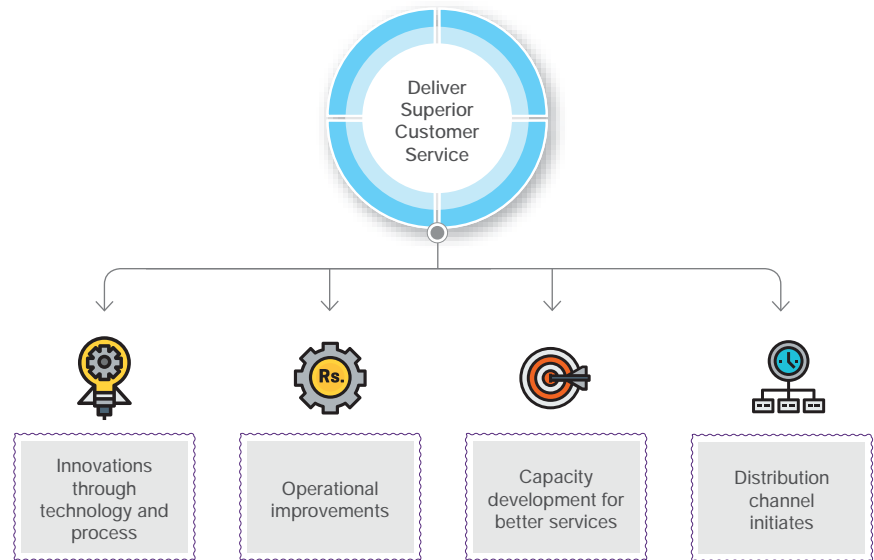 Deliver
Superior
Customer
Service
Rs.
Innovations
through
technology and
process
Operational
improvements
Capacity
development for
better services
Distribution
channel
initiates